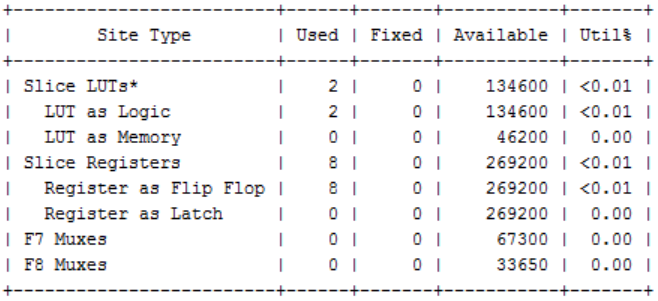 +----------------------------+------+-------+-----------+-------+
|          Site Type         | Used | Fixed | Available | Util% |
+----------------------------+------+-------+-----------+-------+
| Slice LUTs*                |    2 |     0 |    134600 | <0.01 |
|   LUT as Logic             |    2 |     0 |    134600 | <0.01 |
|   LUT as Memory            |    0 |     0 |     46200 |  0.00 |
| Slice Registers            |    8 |     0 |    269200 | <0.01 |
|   Register as Flip Flop    |    8 |     0 |    269200 | <0.01 |
|   Register as Latch        |    0 |     0 |    269200 |  0.00 |
| F7 Muxes                   |    0 |     0 |     67300 |  0.00 |
| F8 Muxes                   |    0 |     0 |     33650 |  0.00 |
+----------------------------+------+-------+-----------+-------+